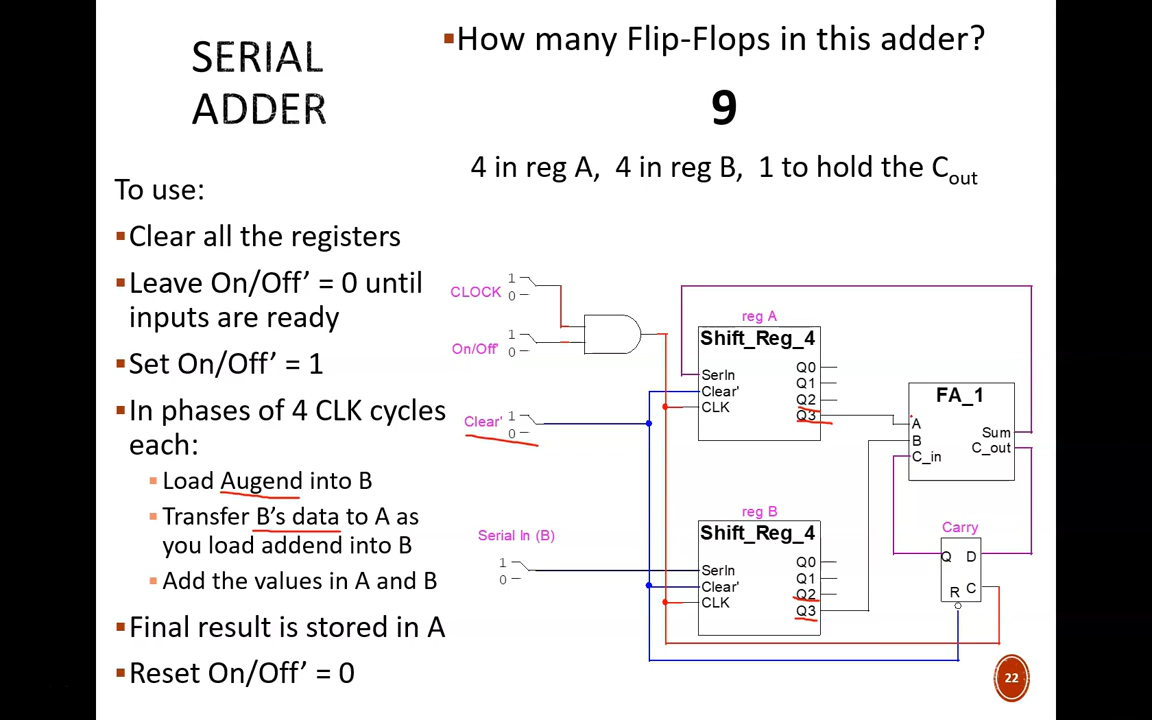 SERIAL
ADDER
▪How many Flip-Flops in this adder?
9
4 in reg A, 4 in reg B, 1 to hold the Cout
To use:
▪Clear all the registers
▪Leave On/Off’ = 0 until
inputs are ready
▪Set On/Off’ = 1
▪In phases of 4 CLK cycles
each:
▪Load Augend into B
▪Transfer B’s data to A as
you load addend into B
▪Add the values in A and B
▪Final result is stored in A
▪Reset On/Off’ = 0
CLOCK
1
0
On/Off'
1
0
Clear'
1
0
Serial In (B)
1
0
reg A
Shift_Reg_4
SerIn
Clear'
CLK
Q0
Q1
Q2
Q3
reg B
Shift_Reg_4
SerIn
Clear'
CLK
Q0
Q1
Q2
Q3
FA_1
A
B
C_in
Sum
C_out
Carry
Q D
R C
22